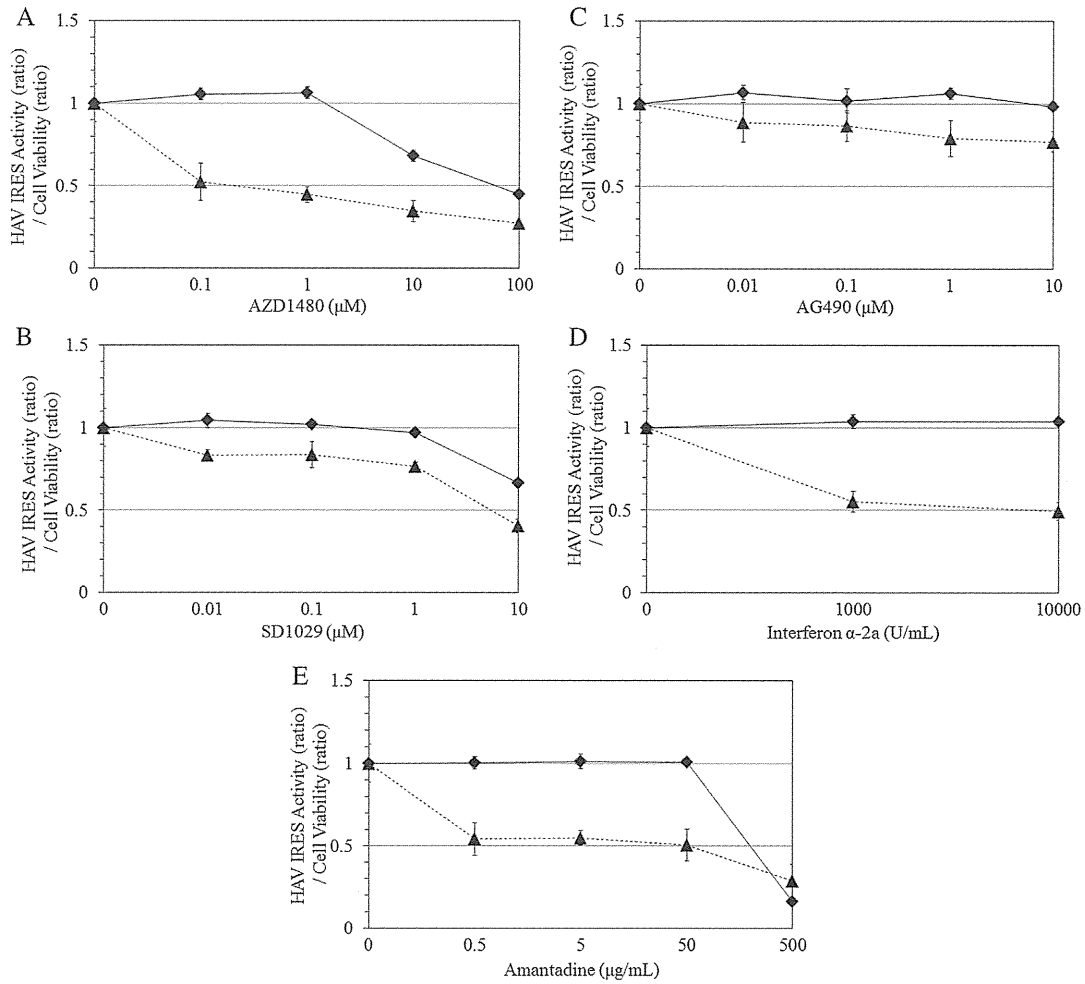 A
HAV IRES Activity (ratio)
/ Cell Viability (ratio)
1.5
1
0.5
0
0 0.1 1 10 100
AZD1480 (µM)
C
HAV IRES Activity (ratio)
/ Cell Viability (ratio)
1.5
1
0.5
0
0 0.01 0.1 1 10
AG490 (µM)
B
HAV IRES Activity (ratio)
/ Cell Viability (ratio)
1.5
1
0.5
0
0 0.01 0.1 1 10
SD1029 (µM)
D
HAV IRES Activity (ratio)
/ Cell Viability (ratio)
1.5
1
0.5
0
0 1000 10000
Interferon α-2a (U/mL)
E
HAV IRES Activity (ratio)
/ Cell Viability (ratio)
1.5
1
0.5
0
0 0.5 5 50 500
Amantadine (µg/mL)